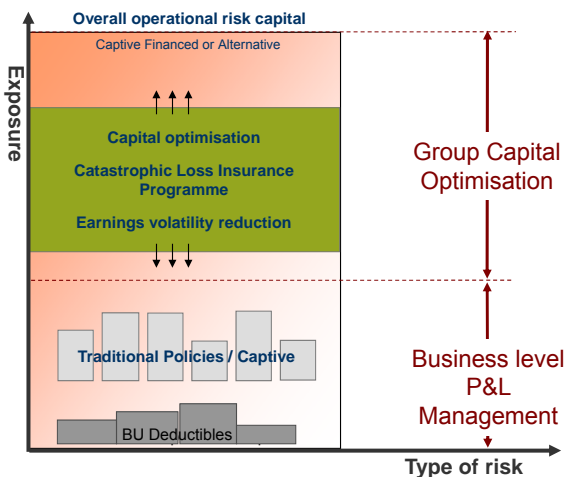 Overall operational risk capital
Captive Financed or Alternative
Exposure
Capital optimisation
Catastrophic Loss Insurance
Programme
Earnings volatility reduction
Group Capital
Optimisation
Traditional Policies / Captive
Business level
P&L
Management
BU Deductibles
Type of risk